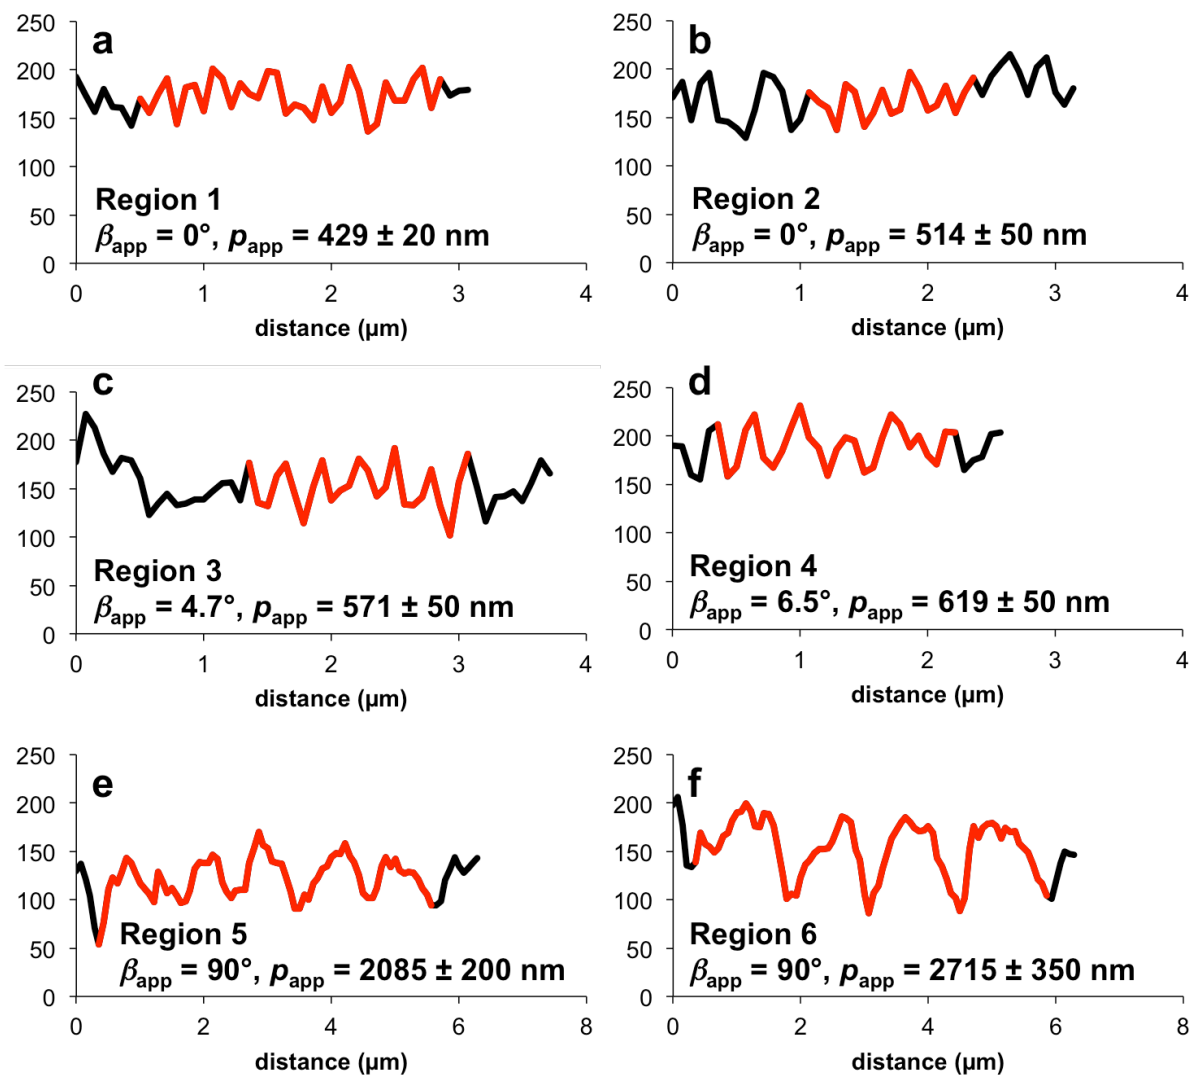 250
200
150
100
50
0
a
Region 1
βapp = 0°, papp = 429 ± 20 nm
0 1 2 3 4
distance (µm)
250
200
150
100
50
0
b
Region 2
βapp = 0°, papp = 514 ± 50 nm
0 1 2 3 4
distance (µm)
250
200
150
100
50
0
c
Region 3
βapp = 4.7°, papp = 571 ± 50 nm
0 1 2 3 4
distance (µm)
250
200
150
100
50
0
d
Region 4
βapp = 6.5°, papp = 619 ± 50 nm
0 1 2 3 4
distance (µm)
250
200
150
100
50
0
e
Region 5
βapp = 90°, papp = 2085 ± 200 nm
0 2 4 6 8
distance (µm)
250
200
150
100
50
0
f
Region 6
βapp = 90°, papp = 2715 ± 350 nm
0 2 4 6 8
distance (µm)